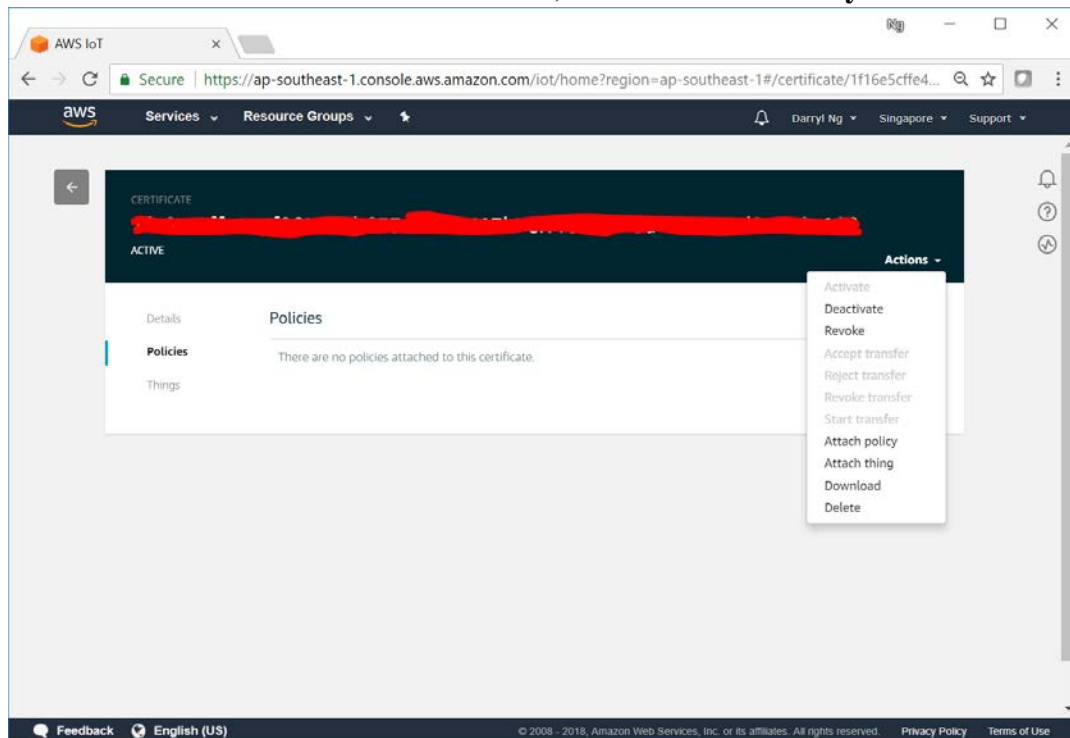 Ng
AWS IoT
Secure https://ap-southeast-1.console.aws.amazon.com/iot/home?region=ap-southeast-1#/certificate/1f16e5cffe4...
aws Services Resource Groups Darryl Ng Singapore Support
CERTIFICATE
ACTIVE
Actions
Activate
Deactivate
Revoke
Accept transfer
Reject transfer
Revoke transfer
Start transfer
Attach policy
Attach thing
Download
Delete
Details
Policies
Things
Policies
There are no policies attached to this certificate.
Feedback English (US) © 2008 - 2018, Amazon Web Services, Inc. or its affiliates. All rights reserved. Privacy Policy Terms of Use